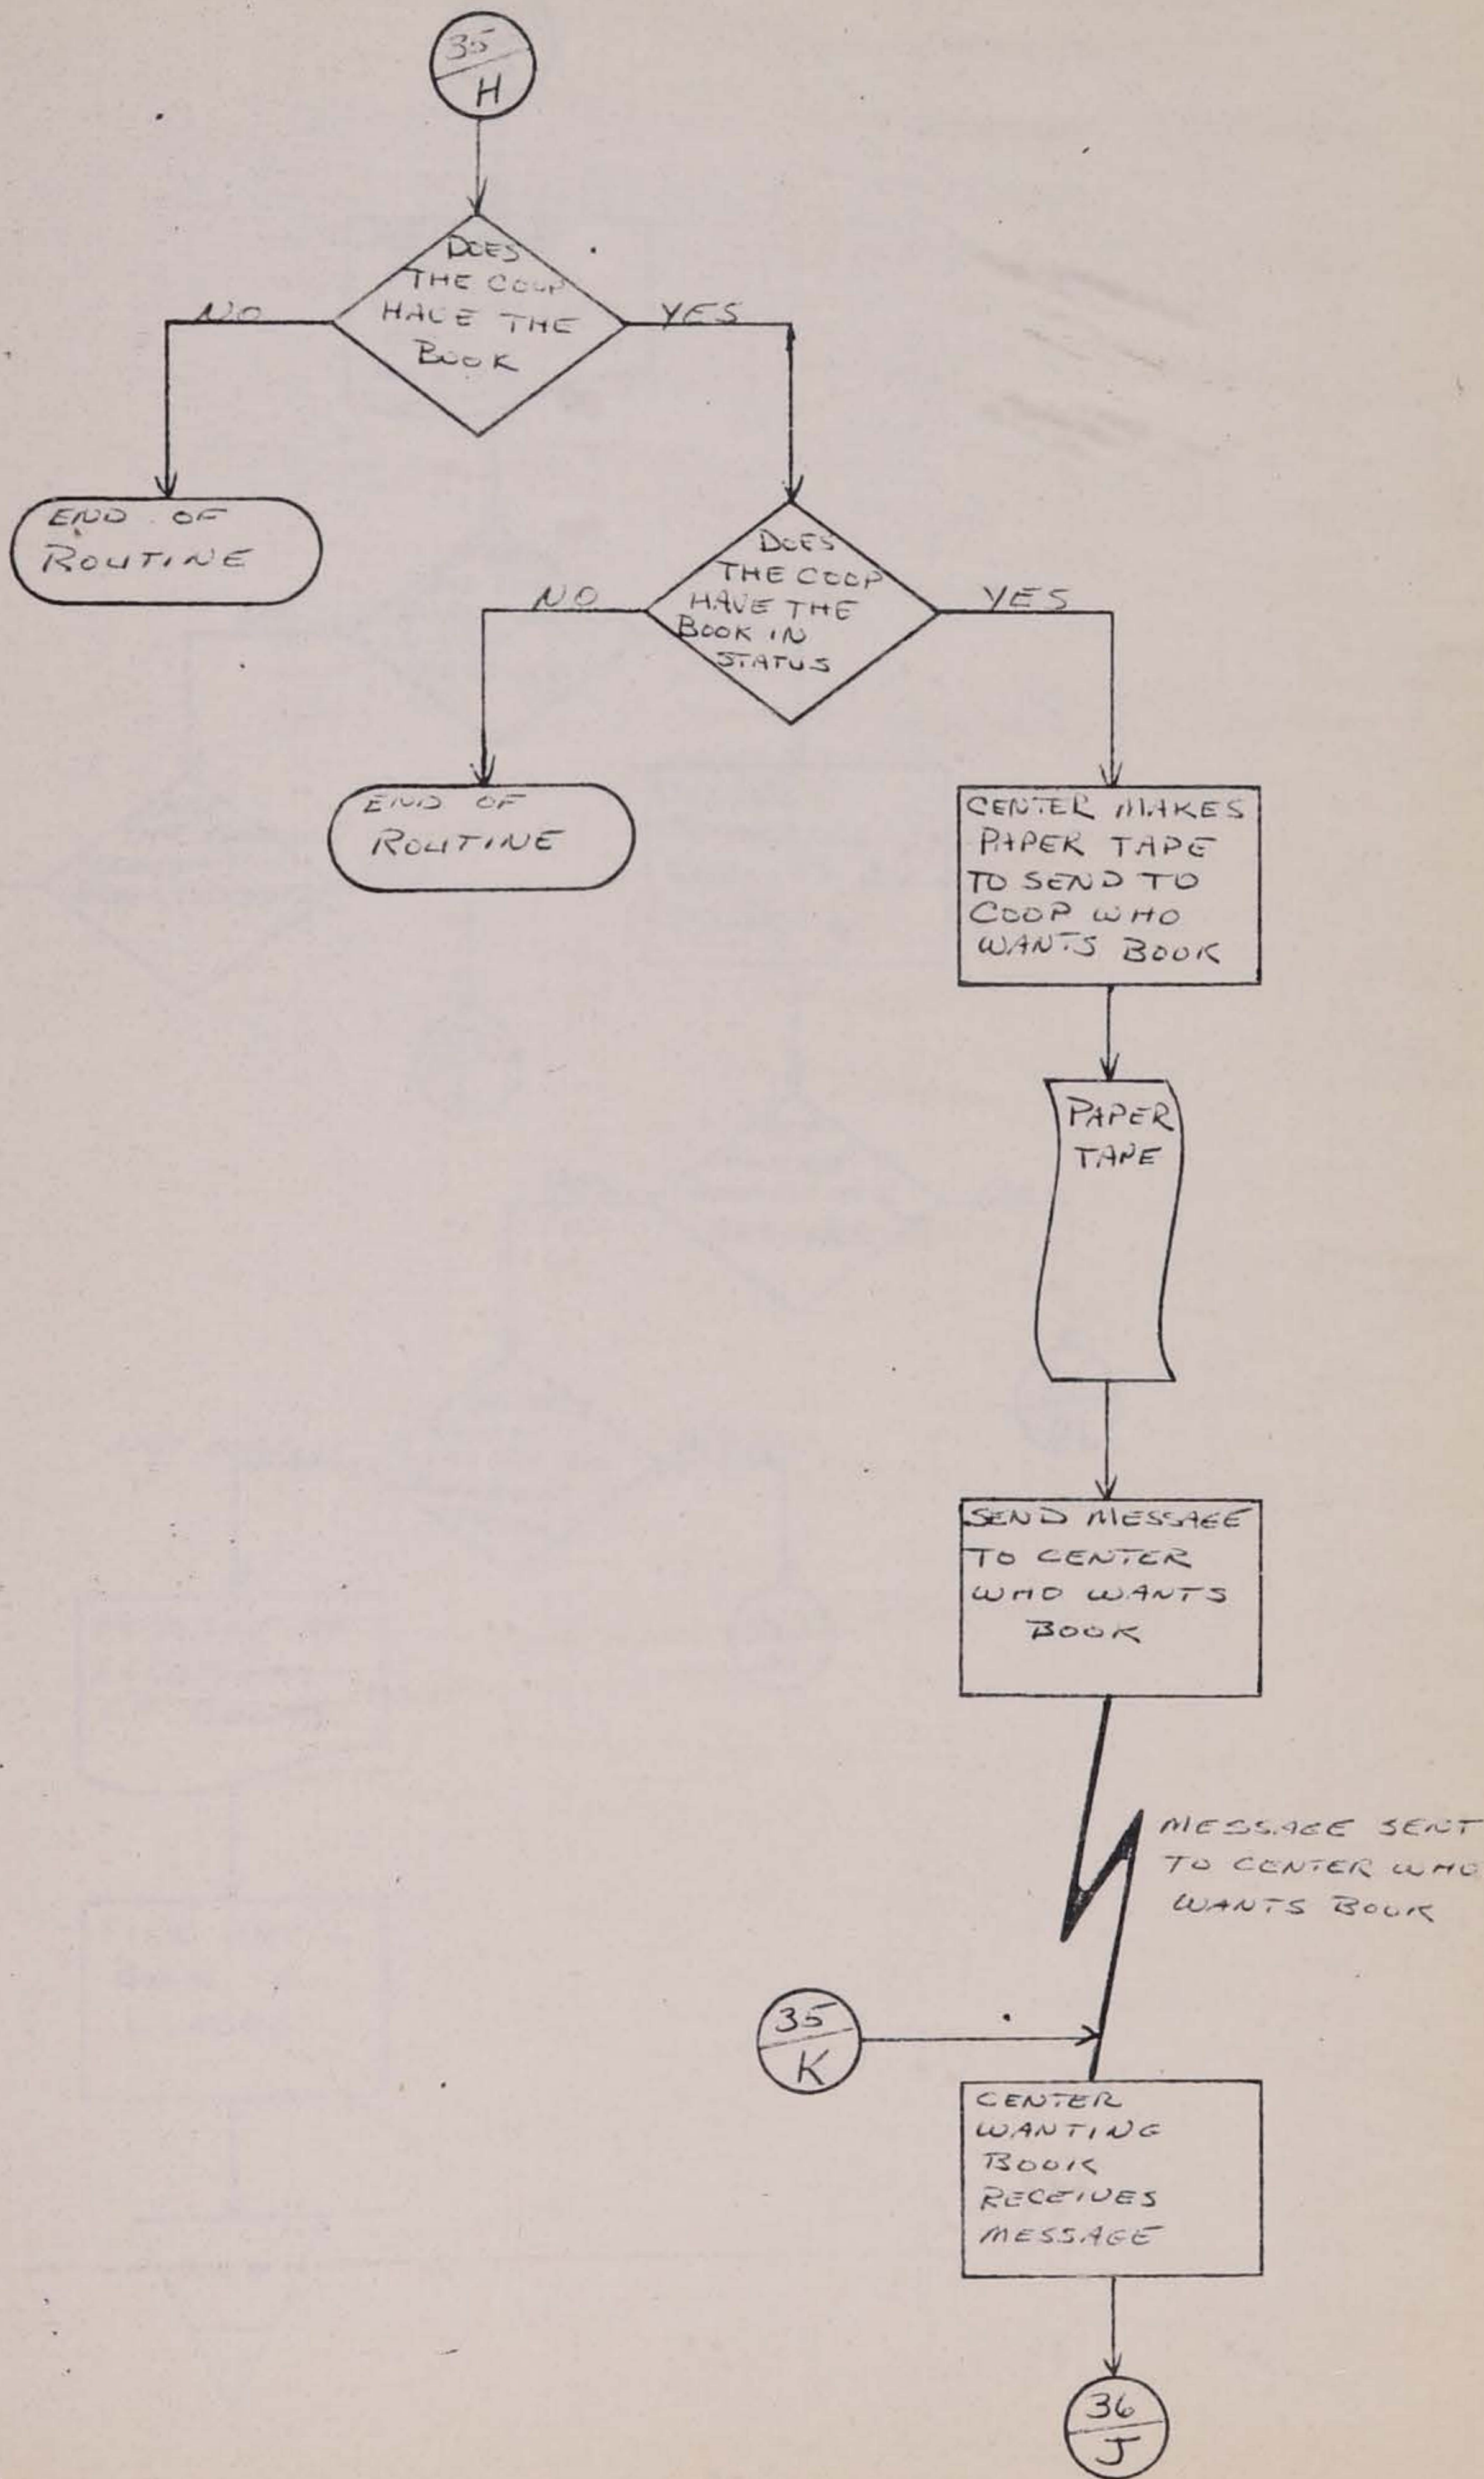 35
H
DOES
THE COOP
HAVE THE
BOOK
NO
YES
END OF
ROUTINE
DOES
THE COOP
HAVE THE
BOOK IN
STATUS
NO
YES
END OF
ROUTINE
CENTER MAKES
PAPER TAPE
TO SEND TO
COOP WHO
WANTS BOOK
PAPER
TAPE
SEND MESSAGE
TO CENTER
WHO WANTS
BOOK
MESSAGE SENT
TO CENTER WHO
WANTS BOOK
35
K
CENTER
WANTING
BOOK
RECEIVES
MESSAGE
36
J